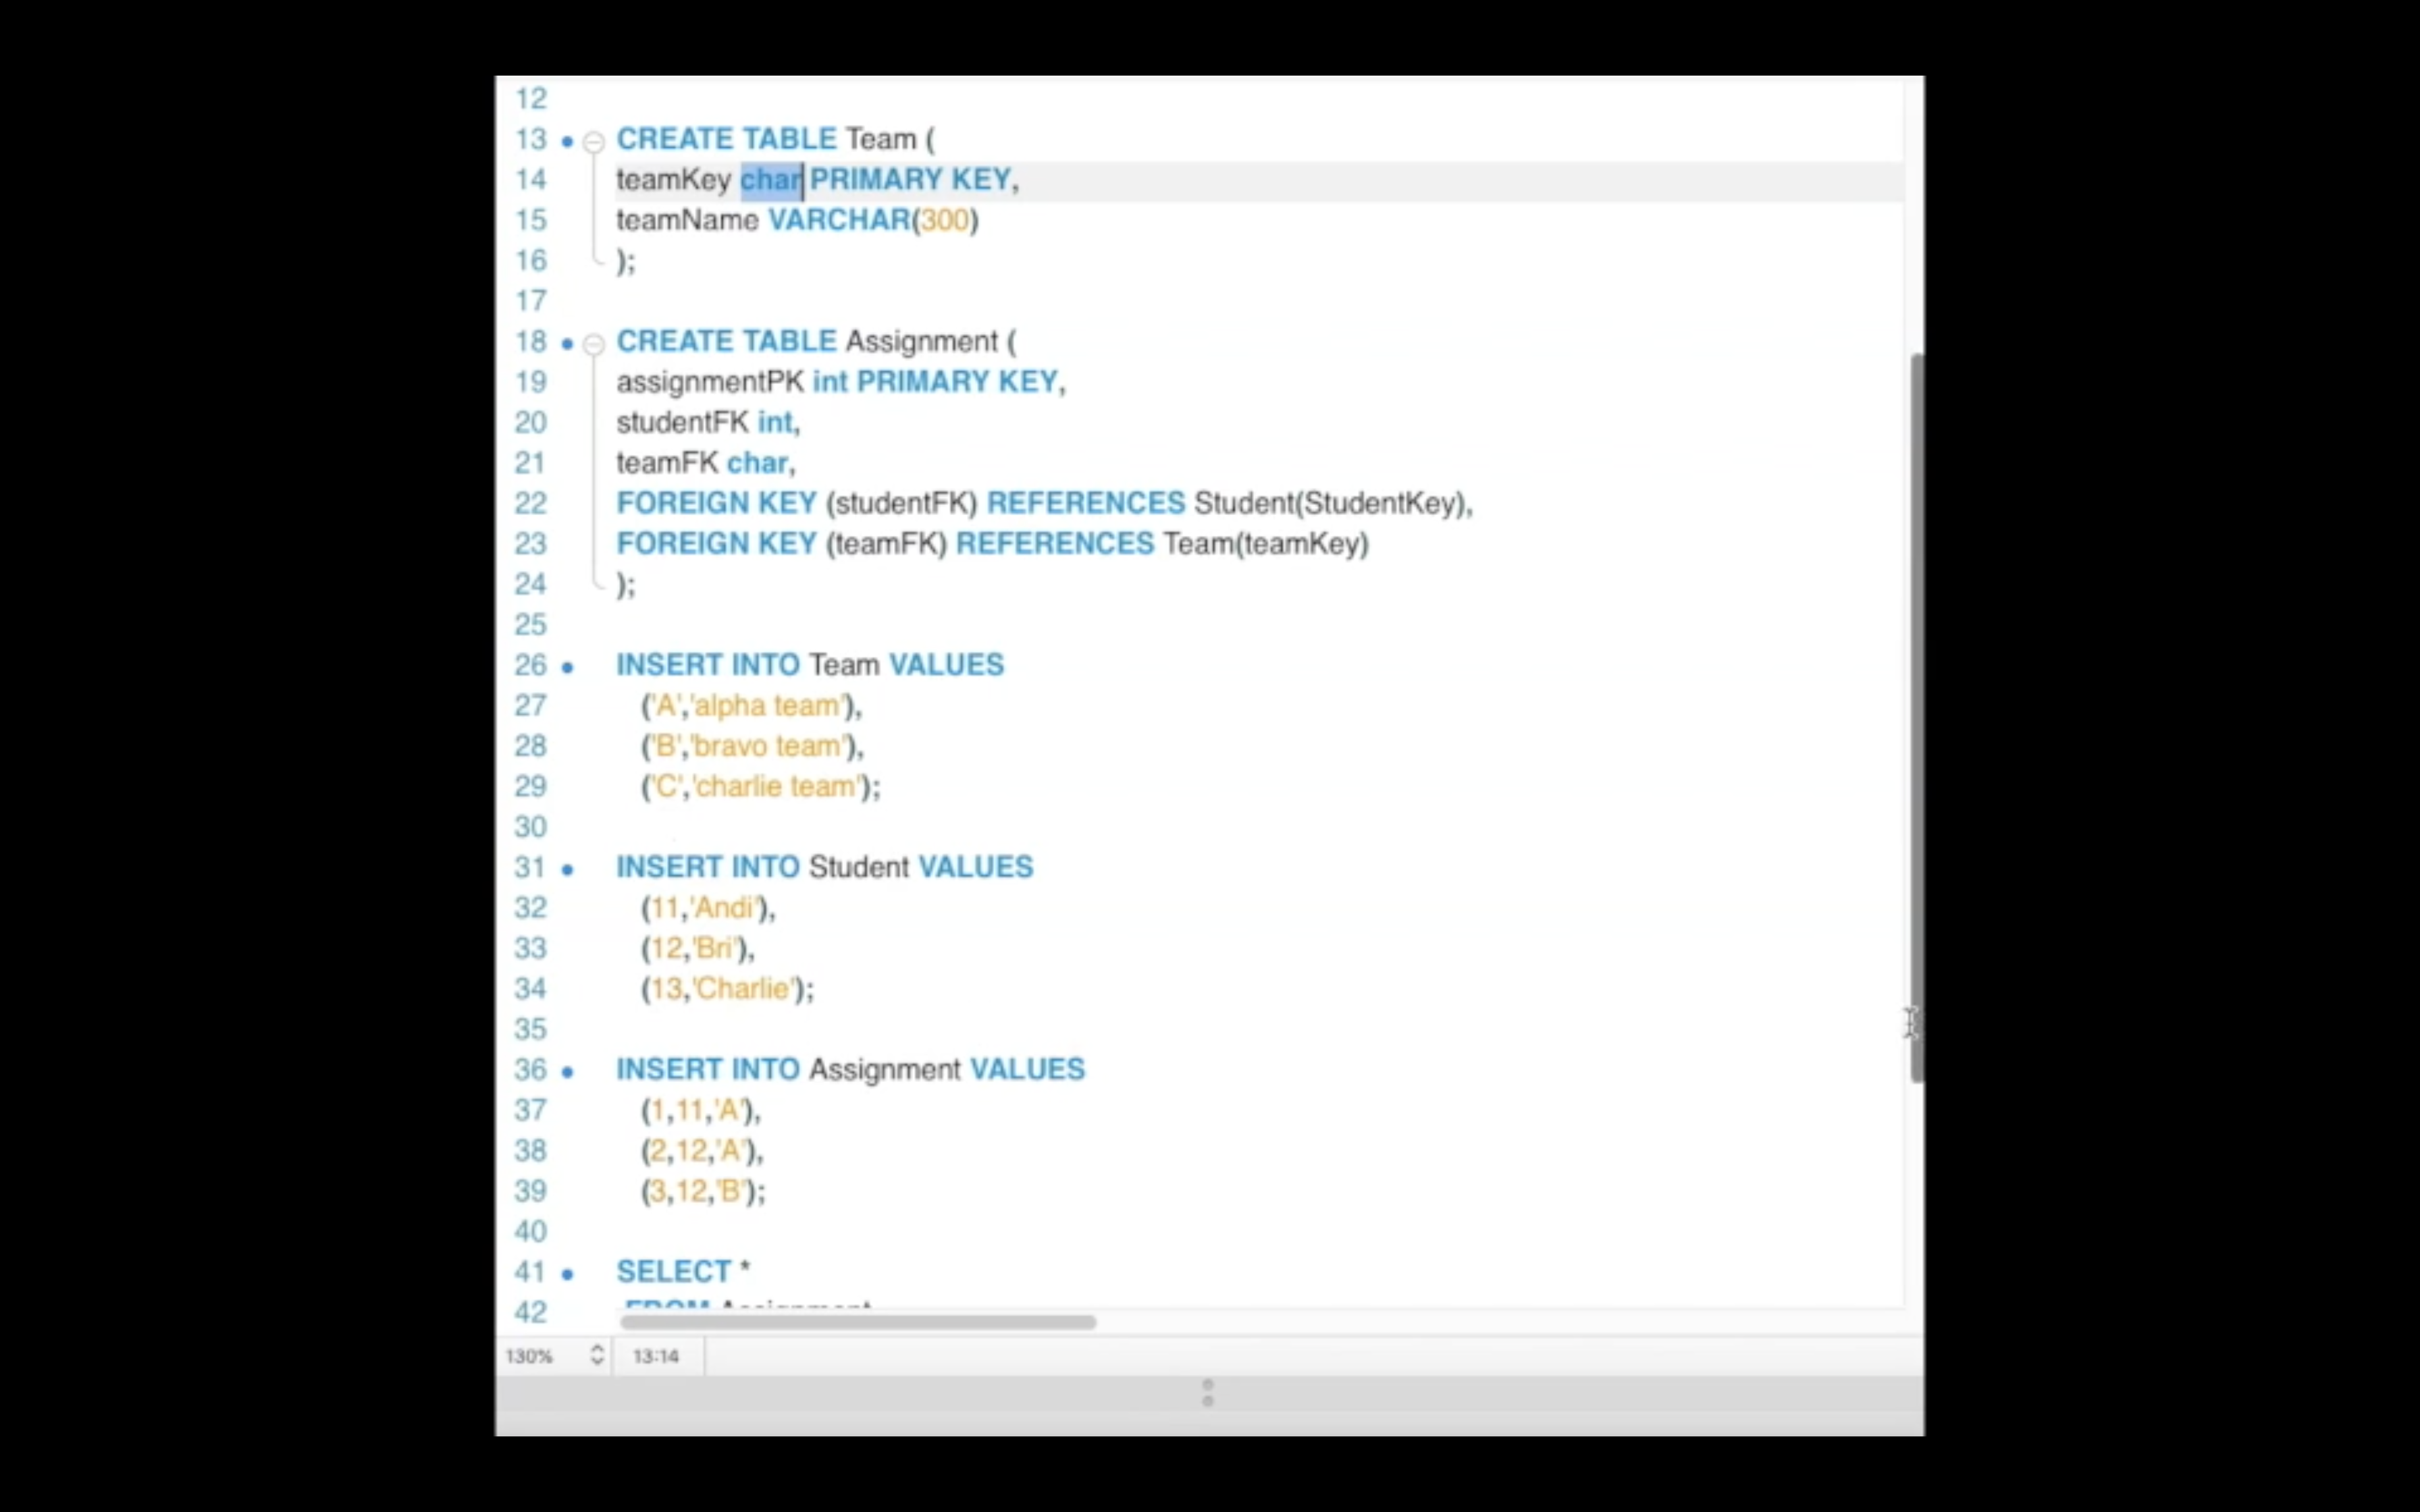 12
13 CREATE TABLE Team (
14 teamKey char PRIMARY KEY,
15 teamName VARCHAR(300)
16 );
17
18 CREATE TABLE Assignment (
19 assignmentPK int PRIMARY KEY,
20 studentFK int,
21 teamFK char,
22 FOREIGN KEY (studentFK) REFERENCES Student(StudentKey),
23 FOREIGN KEY (teamFK) REFERENCES Team(teamKey)
24 );
25
26 INSERT INTO Team VALUES
27 ('A','alpha team'),
28 ('B','bravo team'),
29 ('C','charlie team');
30
31 INSERT INTO Student VALUES
32 (11,'Andi'),
33 (12,'Bri'),
34 (13,'Charlie');
35
36 INSERT INTO Assignment VALUES
37 (1,11,'A'),
38 (2,12,'A'),
39 (3,12,'B');
40
41 SELECT *
42 FROM Assignment
130% 13:14